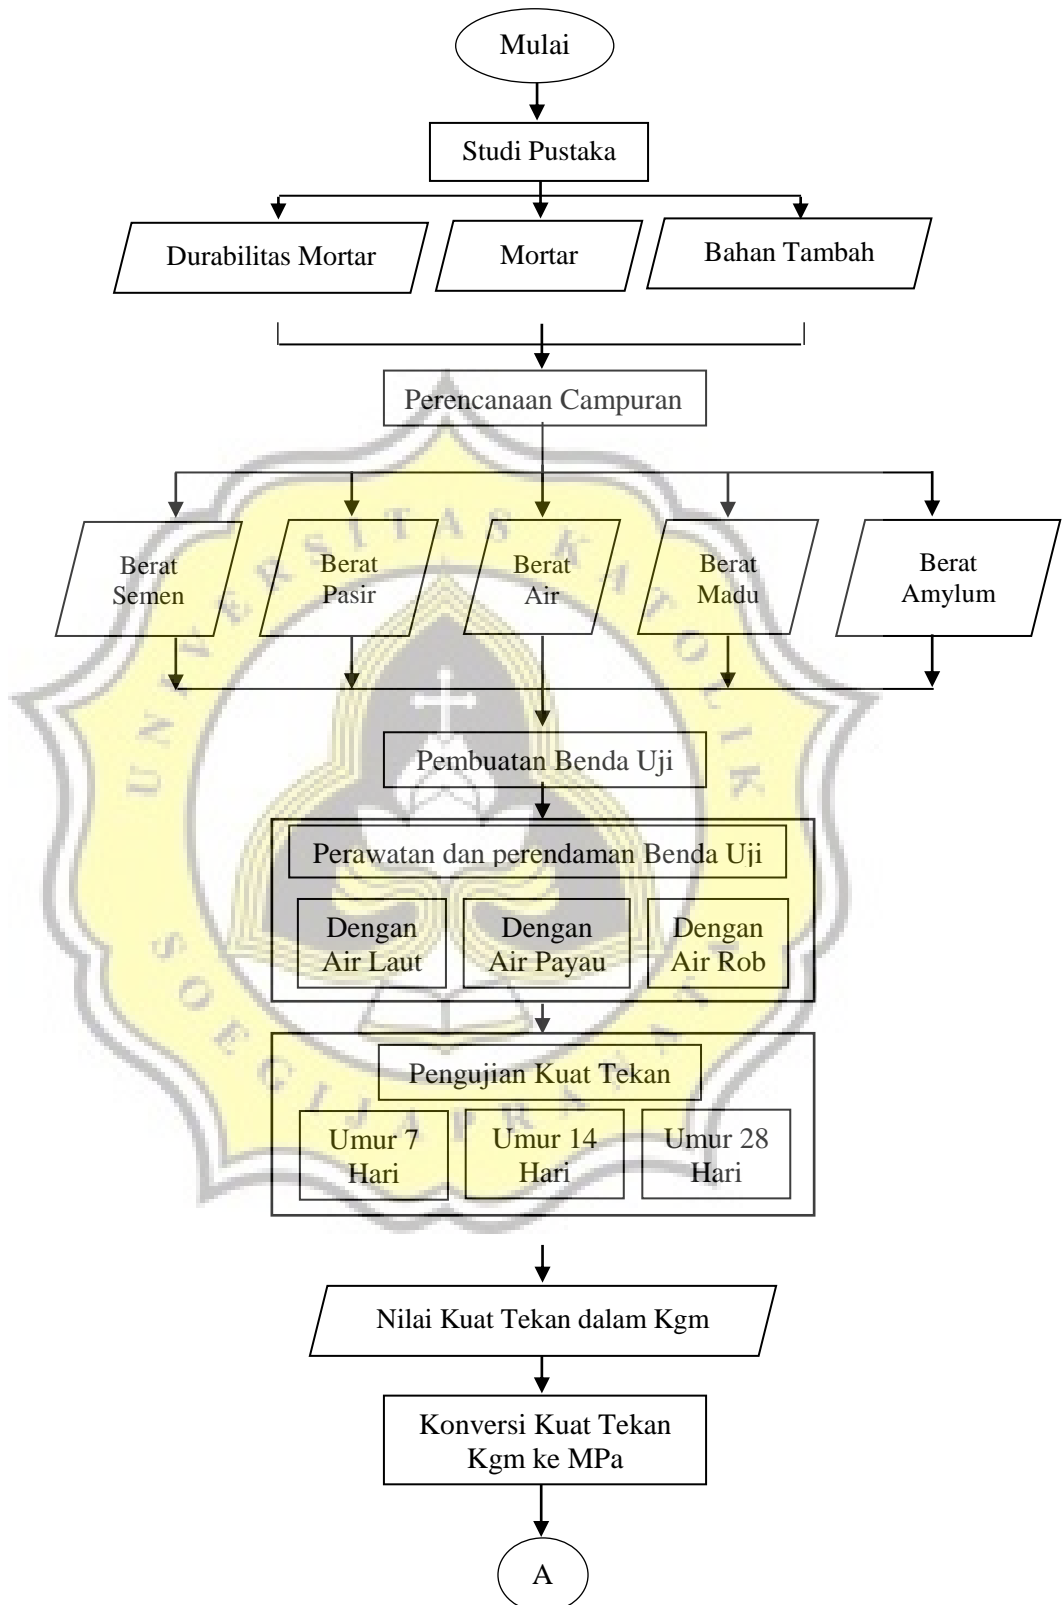 Mulai
Studi Pustaka
Durabilitas Mortar
Mortar
Bahan Tambah
Perencanaan Campuran
Berat
Semen
Berat
Pasir
Berat
Air
Berat
Madu
Berat
Amylum
Pembuatan Benda Uji
Perawatan dan perendaman Benda Uji
Dengan
Air Laut
Dengan
Air Payau
Dengan
Air Rob
Pengujian Kuat Tekan
Umur 7
Hari
Umur 14
Hari
Umur 28
Hari
Nilai Kuat Tekan dalam Kgm
Konversi Kuat Tekan
Kgm ke MPa
A
UNIVERSITAS KATOLIK
SOEGIJAPRANATA